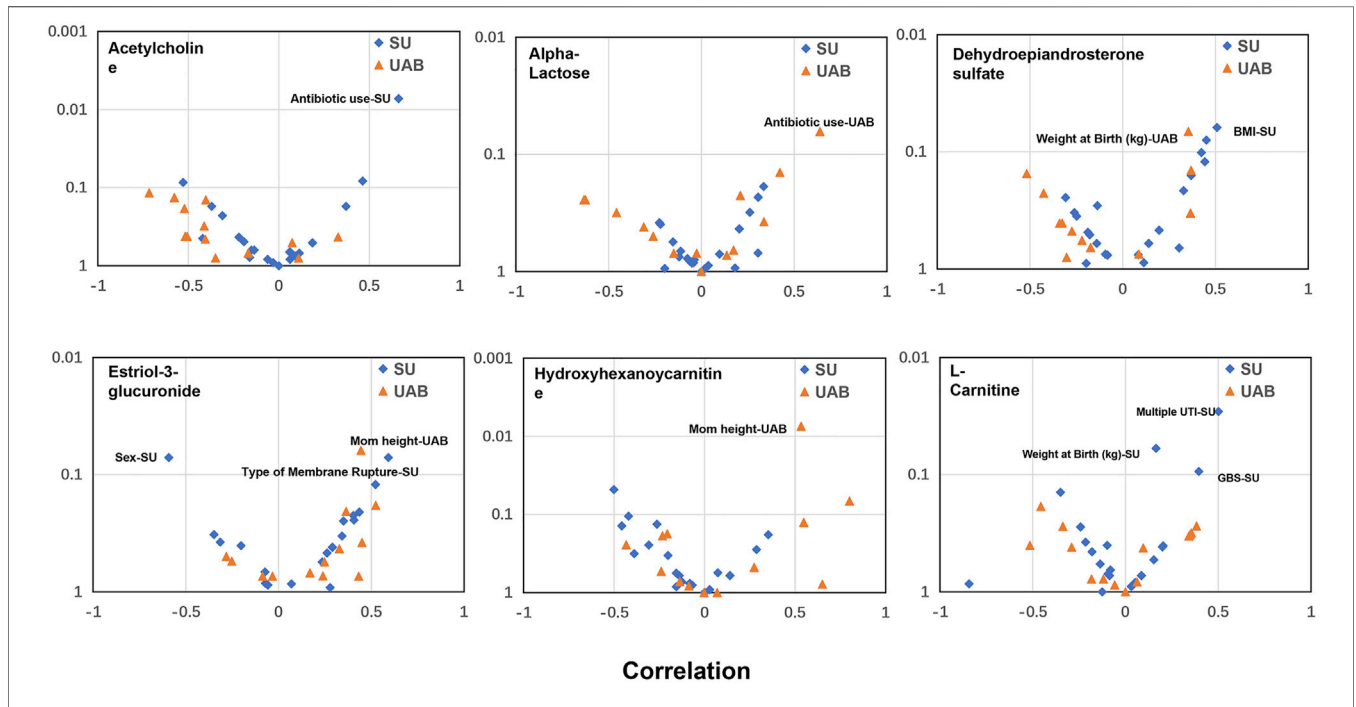 0.001
0.01
0.1
1
-1
-0.5
0
0.5
1
Acetylcholin
e
SU
UAB
Antibiotic use-SU
0.01
0.1
1
-1
-0.5
0
0.5
1
Alpha-
Lactose
SU
UAB
Antibiotic use-UAB
0.01
0.1
1
-1
-0.5
0
0.5
1
Dehydroepiandrosterone
sulfate
SU
UAB
Weight at Birth (kg)-UAB
BMI-SU
0.01
0.1
1
-1
-0.5
0
0.5
1
Estriol-3-
glucuronide
SU
UAB
Mom height-UAB
Sex-SU
Type of Membrane Rupture-SU
0.001
0.01
0.1
1
-1
-0.5
0
0.5
1
Hydroxyhexanoycarnitin
e
SU
UAB
Mom height-UAB
0.01
0.1
1
-1
-0.5
0
0.5
1
L-
Carnitine
SU
UAB
Multiple UTI-SU
Weight at Birth (kg)-SU
GBS-SU
Correlation